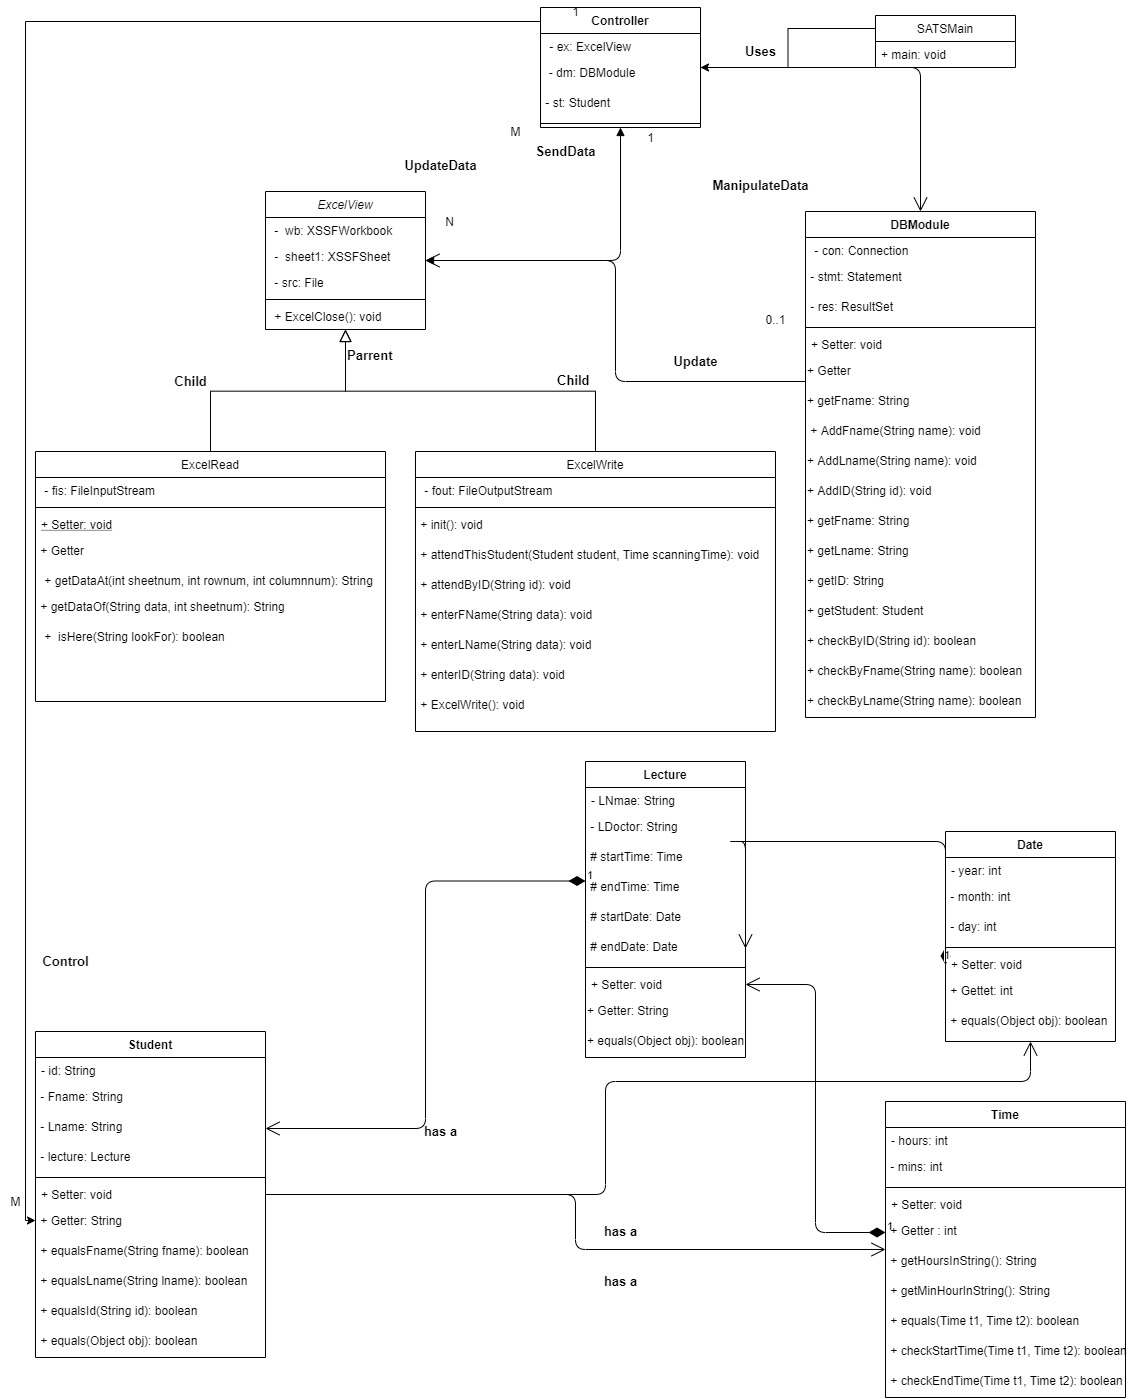 1
Controller
- ex: ExcelView
- dm: DBModule
- st: Student
SATSMain
+ main: void
Uses
M
1
SendData
UpdateData
ManipulateData
ExcelView
- wb: XSSFWorkbook
- sheet1: XSSFSheet
- src: File
+ ExcelClose(): void
N
DBModule
- con: Connection
- stmt: Statement
- res: ResultSet
+ Setter: void
+ Getter
+ getFname: String
+ AddFname(String name): void
+ AddLname(String name): void
+ AddID(String id): void
+ getFname: String
+ getLname: String
+ getID: String
+ getStudent: Student
+ checkByID(String id): boolean
+ checkByFname(String name): boolean
+ checkByLname(String name): boolean
0..1
Update
Parrent
Child
Child
ExcelRead
- fis: FileInputStream
+ Setter: void
+ Getter
+ getDataAt(int sheetnum, int rownum, int columnnum): String
+ getDataOf(String data, int sheetnum): String
+ isHere(String lookFor): boolean
ExcelWrite
- fout: FileOutputStream
+ init(): void
+ attendThisStudent(Student student, Time scanningTime): void
+ attendByID(String id): void
+ enterFName(String data): void
+ enterLName(String data): void
+ enterID(String data): void
+ ExcelWrite(): void
Lecture
- LNmae: String
- LDoctor: String
# startTime: Time
1
# endTime: Time
# startDate: Date
# endDate: Date
+ Setter: void
+ Getter: String
+ equals(Object obj): boolean
Date
- year: int
- month: int
- day: int
1
+ Setter: void
+ Gettet: int
+ equals(Object obj): boolean
Control
Student
- id: String
- Fname: String
- Lname: String
- lecture: Lecture
+ Setter: void
M
+ Getter: String
+ equalsFname(String fname): boolean
+ equalsLname(String lname): boolean
+ equalsId(String id): boolean
+ equals(Object obj): boolean
has a
has a
has a
Time
- hours: int
- mins: int
+ Setter: void
1
+ Getter : int
+ getHoursInString(): String
+ getMinHourInString(): String
+ equals(Time t1, Time t2): boolean
+ checkStartTime(Time t1, Time t2): boolean
+ checkEndTime(Time t1, Time t2): boolean